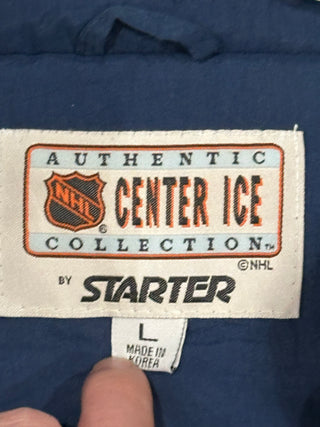 AUTHENTIC
NHL ® CENTER ICE
COLLECTION™
©NHL
BY STARTER
L
MADE IN
KOREA